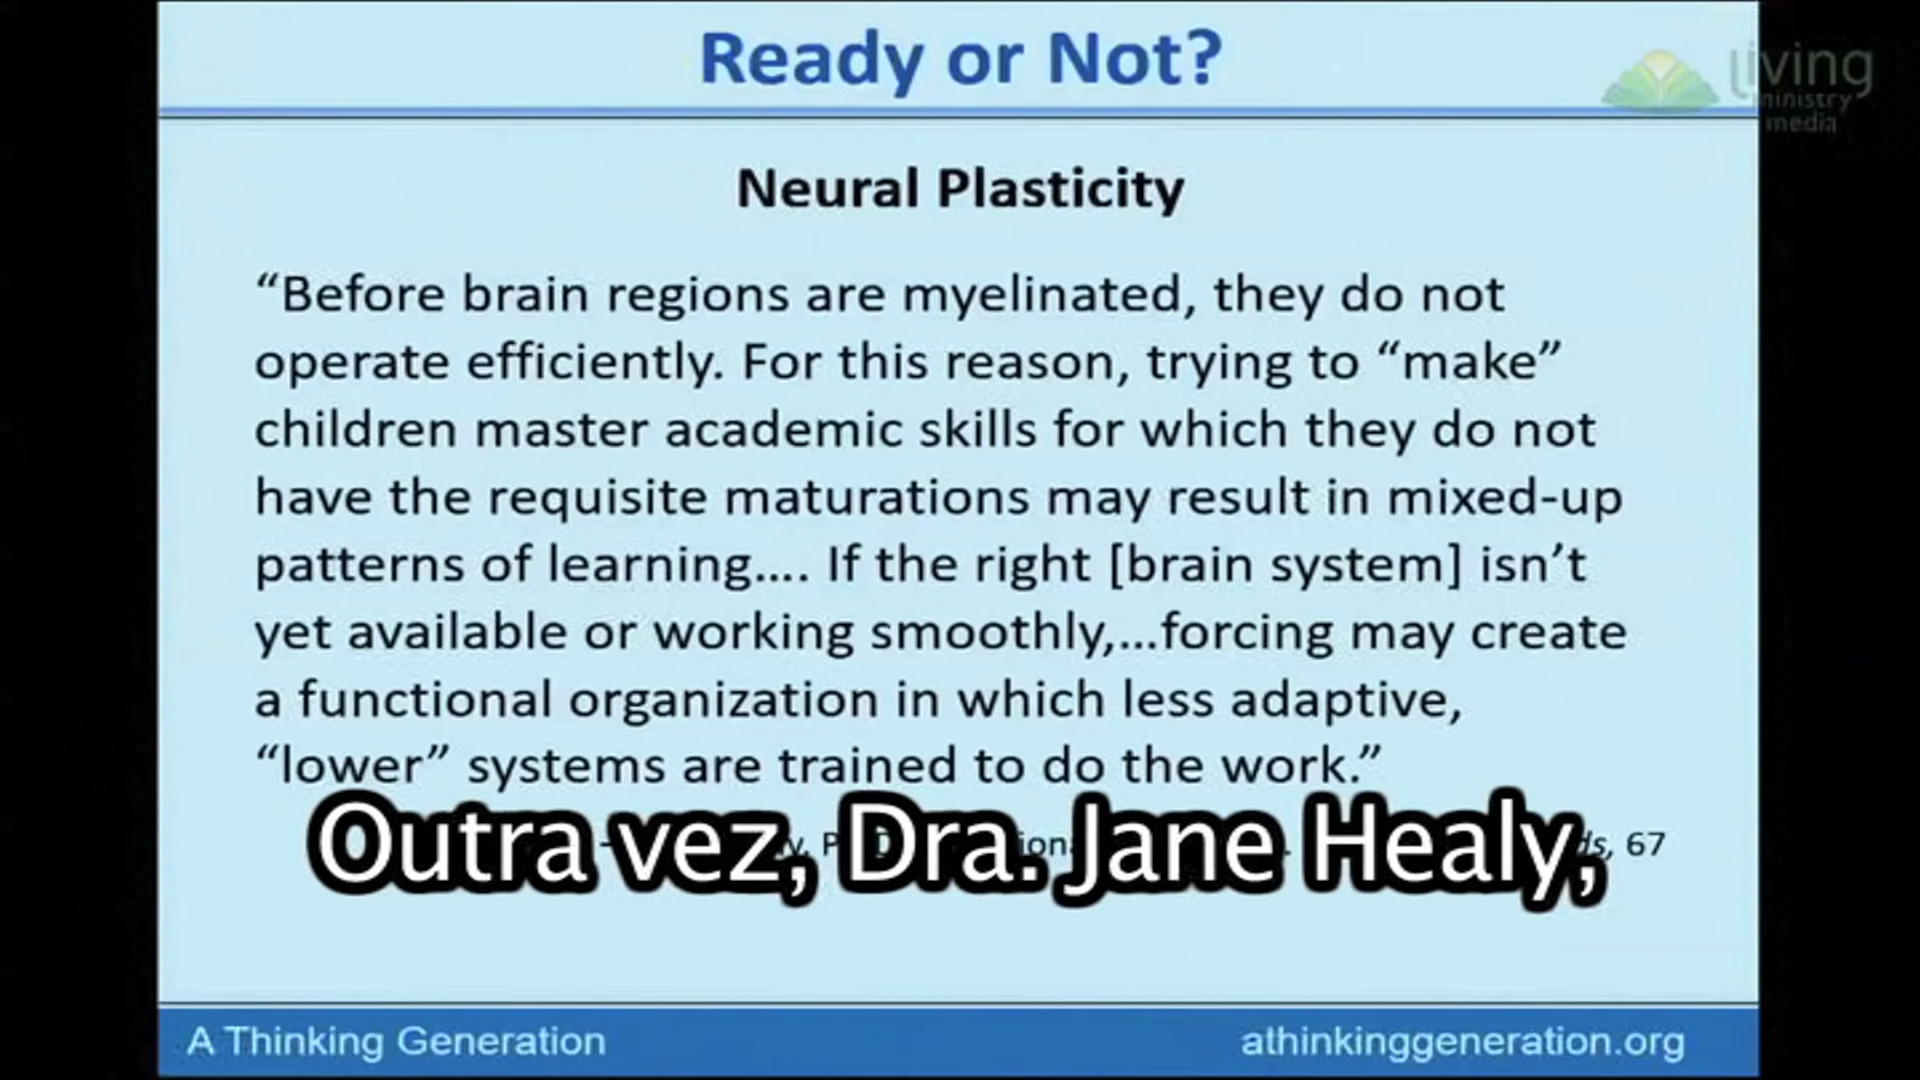 Ready or Not?
living
ministry
media
Neural Plasticity
“Before brain regions are myelinated, they do not
operate efficiently. For this reason, trying to “make”
children master academic skills for which they do not
have the requisite maturations may result in mixed-up
patterns of learning…. If the right [brain system] isn’t
yet available or working smoothly,…forcing may create
a functional organization in which less adaptive,
“lower” systems are trained to do the work.”
67
Outra vez, Dra. Jane Healy,
A Thinking Generation
athinkinggeneration.org